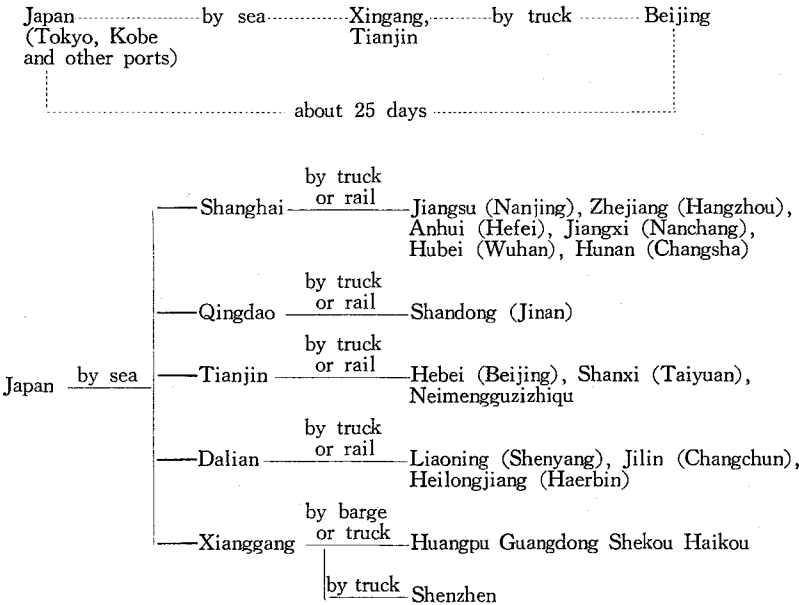 Japan by sea Xingang, by truck Beijing
(Tokyo, Kobe Tianjin
and other ports)
about 25 days
by truck
or rail
Shanghai Jiangsu (Nanjing), Zhejiang (Hangzhou),
Anhui (Hefei), Jiangxi (Nanchang),
Hubei (Wuhan), Hunan (Changsha)
by truck
or rail
Qingdao Shandong (Jinan)
by truck
or rail
Japan by sea Tianjin Hebei (Beijing), Shanxi (Taiyuan),
Neimengguzizhiqu
by truck
or rail
Dalian Liaoning (Shenyang), Jilin (Changchun),
Heilongjiang (Haerbin)
by barge
or truck
Xianggang Huangpu Guangdong Shekou Haikou
by truck Shenzhen